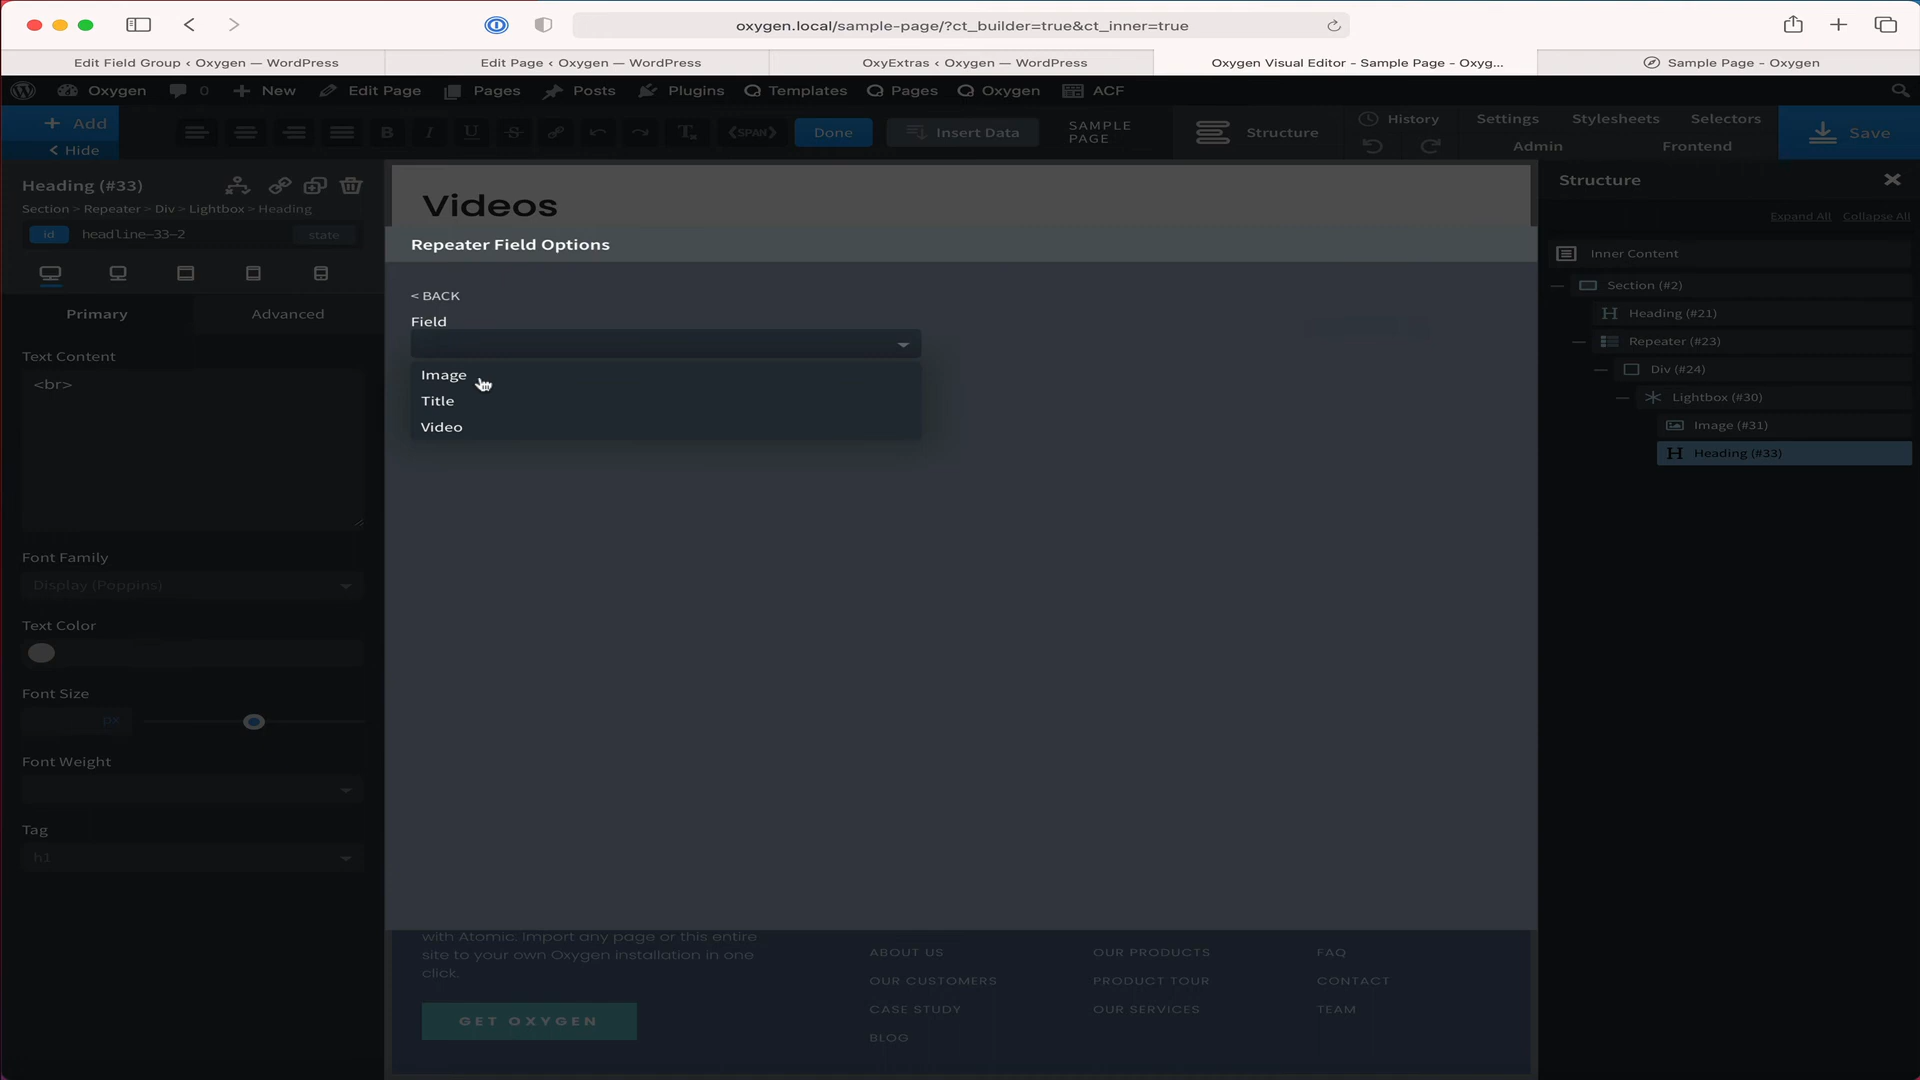 oxygen.local/sample-page/?ct_builder=true&ct_inner=true
Edit Field Group ‹ Oxygen — WordPress
Edit Page ‹ Oxygen — WordPress
OxyExtras ‹ Oxygen — WordPress
Oxygen Visual Editor - Sample Page - Oxyg...
Sample Page - Oxygen
Oxygen
0
New
Edit Page
Pages
Posts
Plugins
Templates
Pages
Oxygen
ACF
+ Add
< Hide
B
I
U
S
Tx
<SPAN>
Done
Insert Data
SAMPLE
PAGE
Structure
History
Settings
Stylesheets
Selectors
Admin
Frontend
Save
Heading (#33)
Section > Repeater > Div > Lightbox > Heading
id
headline-33-2
state
Primary
Advanced
Text Content
<br>
Font Family
Display (Poppins)
Text Color
Font Size
px
Font Weight
Tag
h1
Videos
Repeater Field Options
< BACK
Field
Image
Title
Video
with Atomic. Import any page or this entire
site to your own Oxygen installation in one
click.
GET OXYGEN
ABOUT US
OUR CUSTOMERS
CASE STUDY
BLOG
OUR PRODUCTS
PRODUCT TOUR
OUR SERVICES
FAQ
CONTACT
TEAM
Structure
Expand All
Collapse All
Inner Content
Section (#2)
Heading (#21)
Repeater (#23)
Div (#24)
Lightbox (#30)
Image (#31)
Heading (#33)